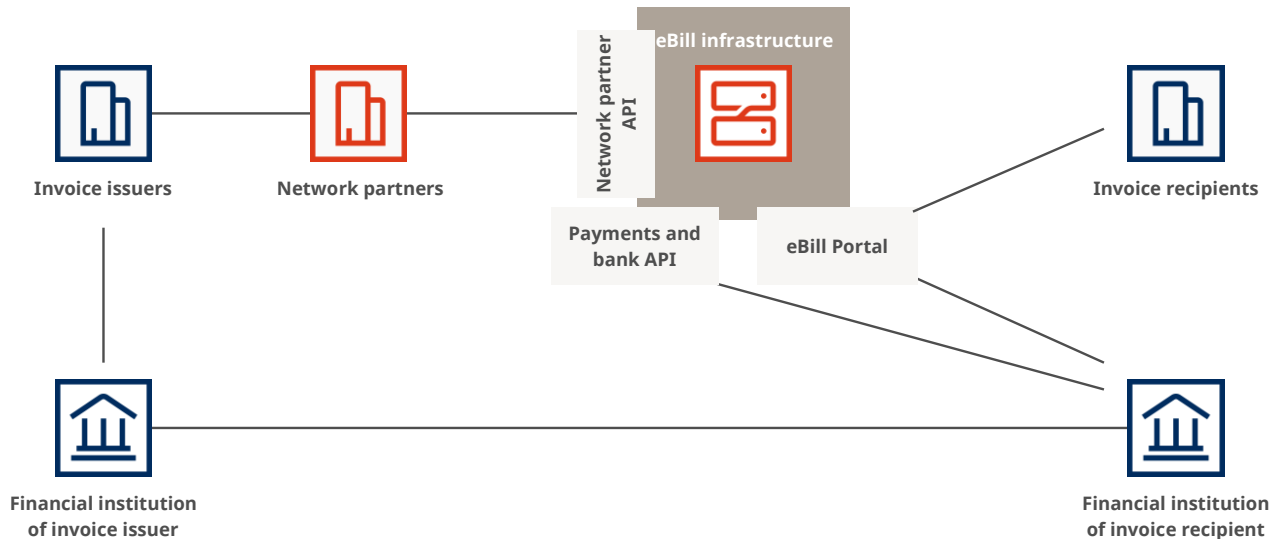 eBill infrastructure
Network partner
API
Invoice issuers
Network partners
Invoice recipients
Payments and
bank API
eBill Portal
Financial institution
of invoice issuer
Financial institution
of invoice recipient